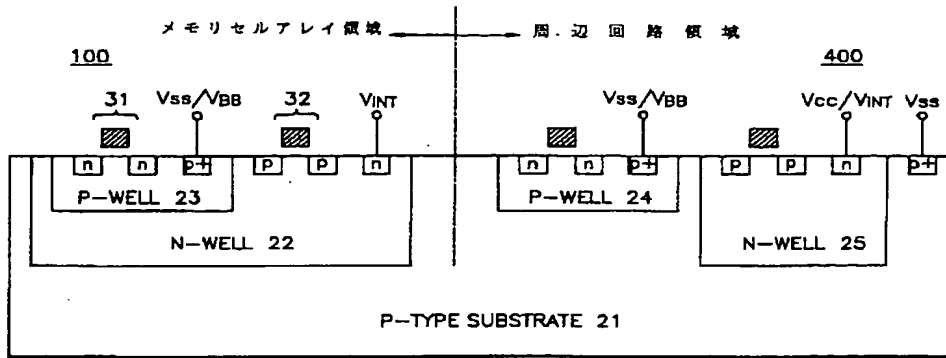 メモリセルアレイ領域 周辺回路領域
100 400
31 VSS/VBB 32 VINT VSS/VBB VCC/VINT VSS
n n p+ p p n n n p+ p p n p+
P-WELL 23 P-WELL 24
N-WELL 22 N-WELL 25
P-TYPE SUBSTRATE 21